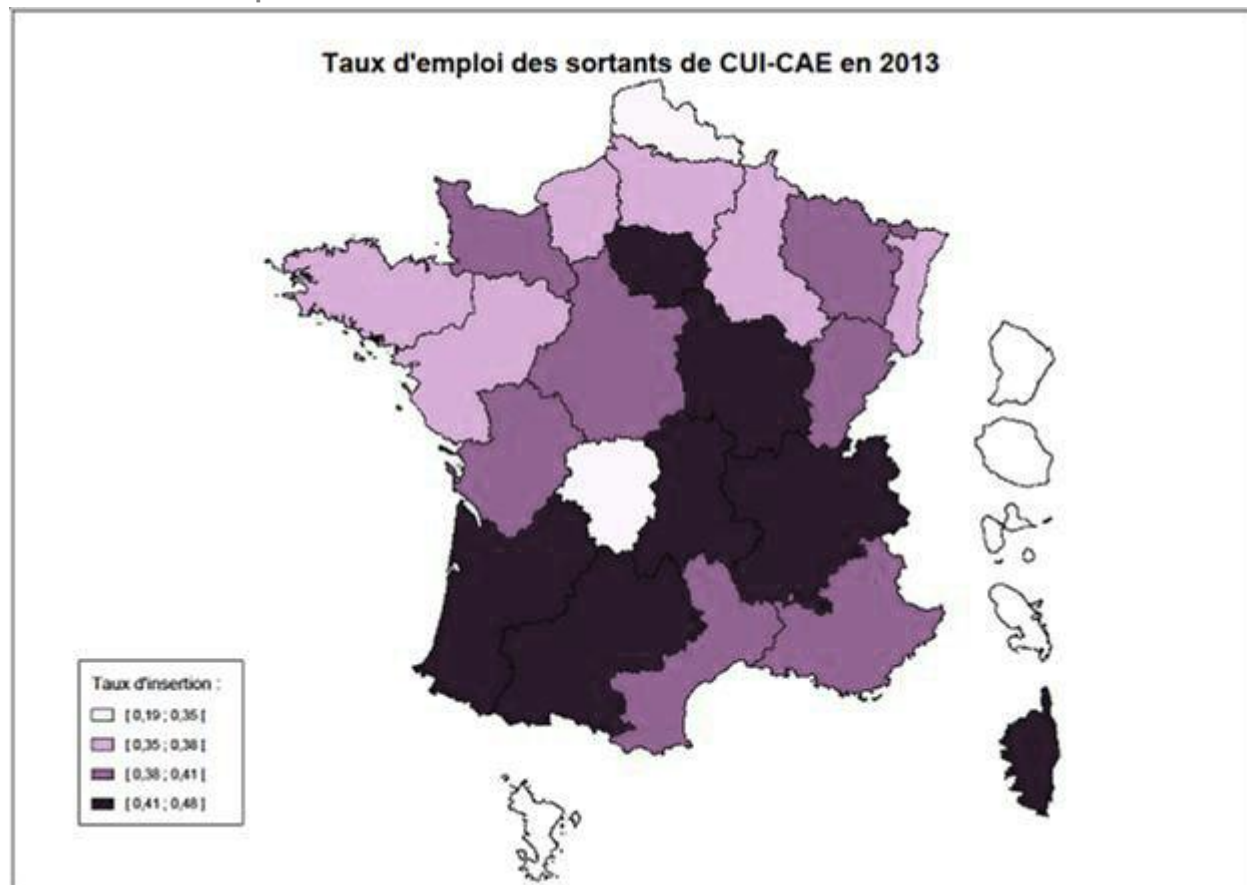 Taux d'emploi des sortants de CUI-CAE en 2013
Taux d'insertion :
[ 0,19 ; 0,35 [
[ 0,35 ; 0,38 [
[ 0,38 ; 0,41 [
[ 0,41 ; 0,48 ]